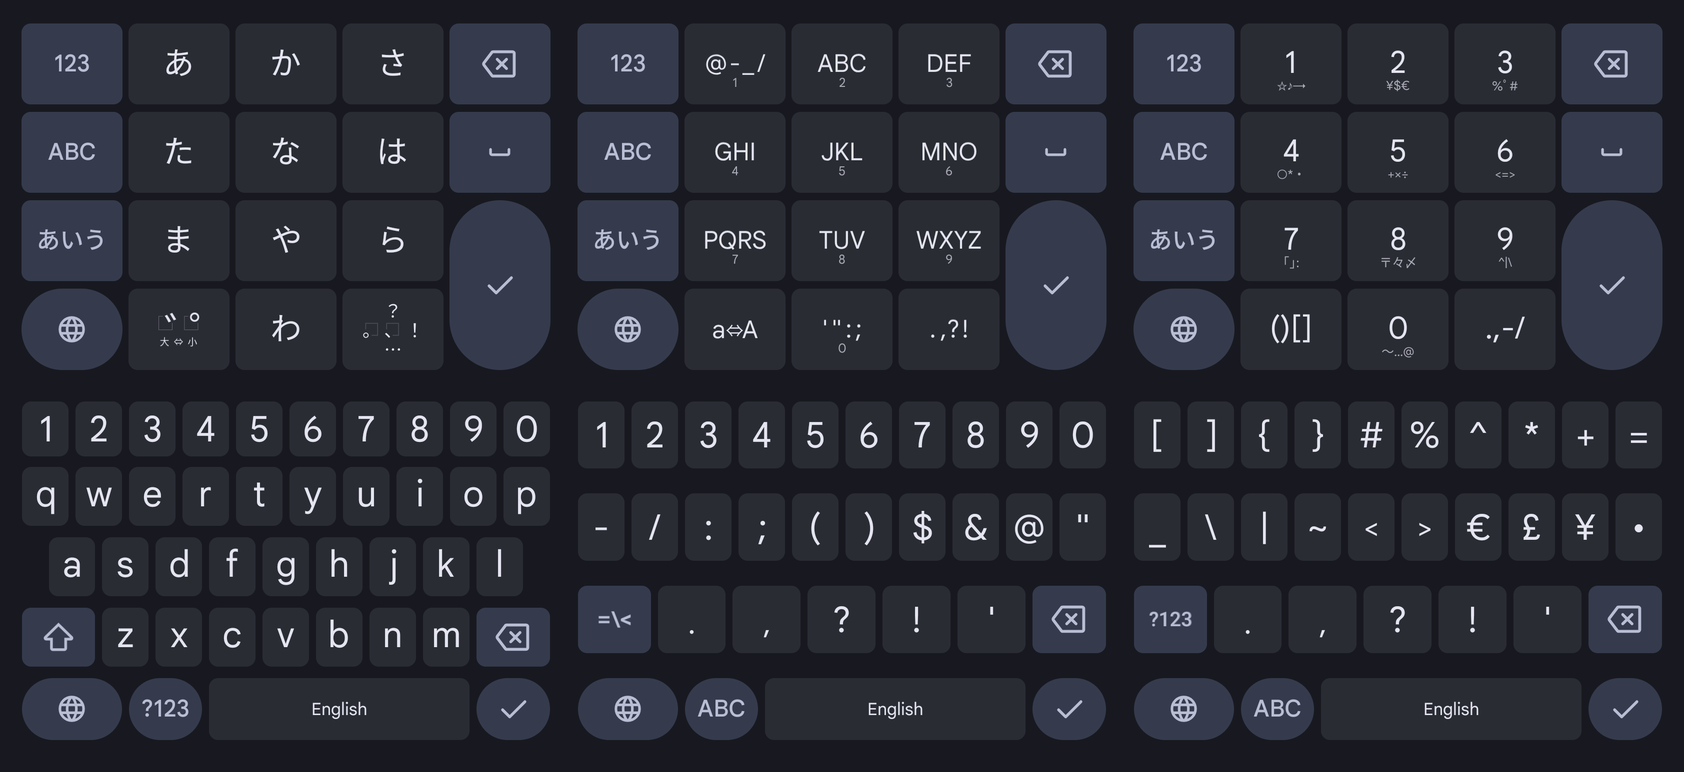 123 あ か さ
ABC た な は
あいう ま や ら
゛ ゜ 大⇔小 わ 。、?!…
123 @-_/ 1 ABC 2 DEF 3
ABC GHI 4 JKL 5 MNO 6
あいう PQRS 7 TUV 8 WXYZ 9
a⇔A '":; 0 .,?!
123 1 ☆♪→ 2 ¥$€ 3 %°#
ABC 4 ○*・ 5 +×÷ 6 <=>
あいう 7 「」: 8 〒々〆 9 ^|\
()[] 0 〜…@ .,-/
1 2 3 4 5 6 7 8 9 0
q w e r t y u i o p
a s d f g h j k l
z x c v b n m
?123 English
1 2 3 4 5 6 7 8 9 0
- / : ; ( ) $ & @ "
=\< . , ? ! '
ABC English
[ ] { } # % ^ * + =
_ \ | ~ < > € £ ¥ •
?123 . , ? ! '
ABC English